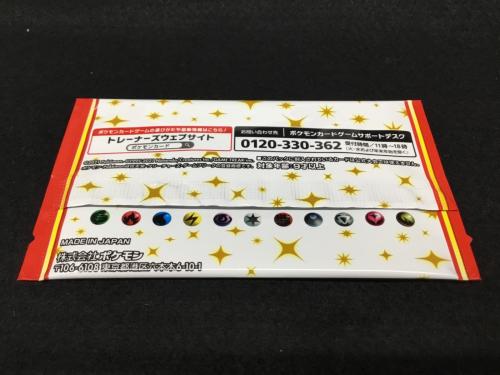 ポケモンカードゲームの遊びかたや最新情報はこちら!
トレーナーズウェブサイト
ポケモンカード
お問い合わせ先 ポケモンカードゲームサポートデスク
0120-330-362 受付時間/11時~18時
対象年齢:9才以上
MADE IN JAPAN
株式会社ポケモン
〒106-6108 東京都港区六本木6-10-1